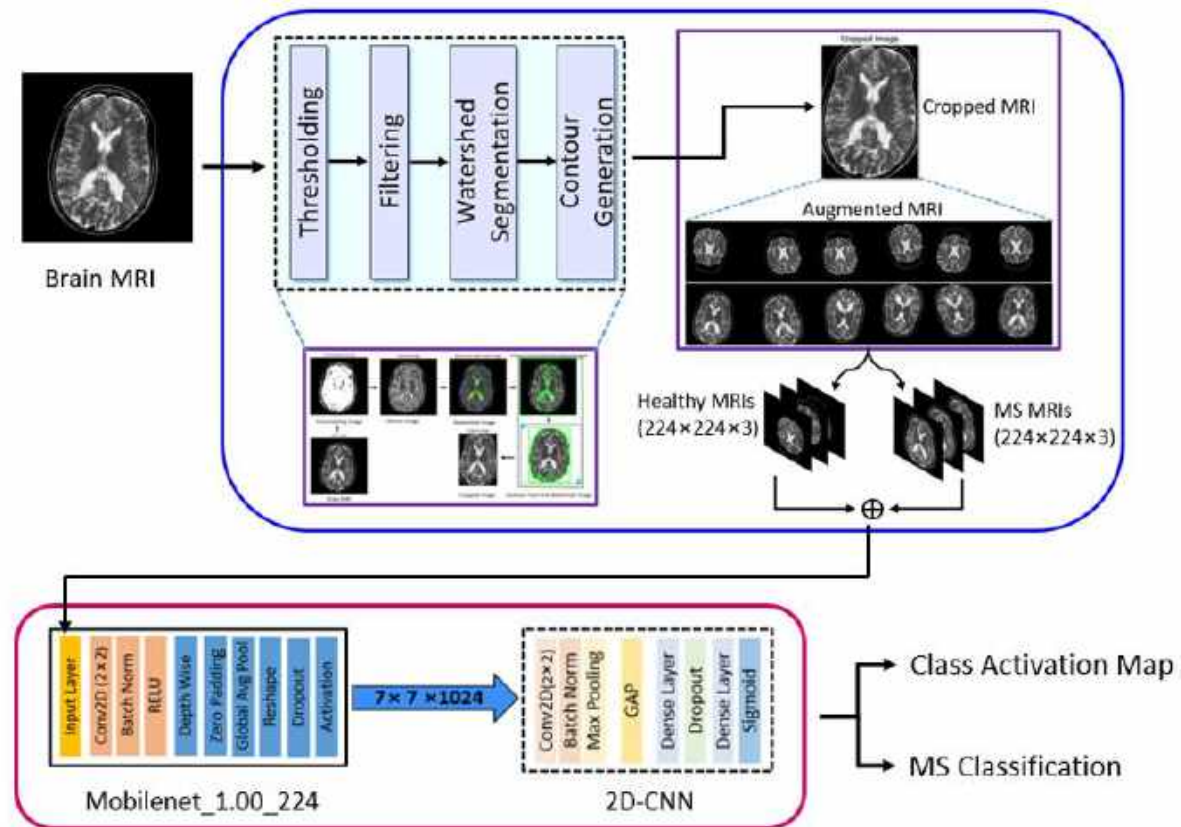 Brain MRI
Thresholding
Filtering
Watershed
Segmentation
Contour
Generation
Cropped Image
Cropped MRI
Augmented MRI
Healthy MRIs
(224×224×3)
MS MRIs
(224×224×3)
Input Layer
Conv2D (2×2)
Batch Norm
RELU
Depth Wise
Zero Padding
Global Avg Pool
Reshape
Dropout
Activation
Mobilenet_1.00_224
7× 7 ×1024
Conv2D(2×2)
Batch Norm
Max Pooling
GAP
Dense Layer
Dropout
Dense Layer
Sigmoid
2D-CNN
Class Activation Map
MS Classification